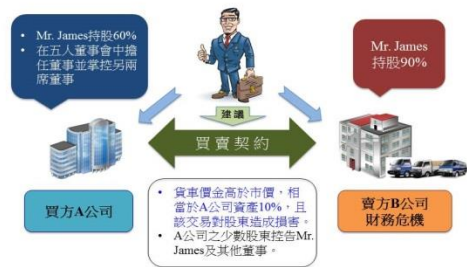 • Mr. James持股60%
• 在五人董事會中擔
任董事並掌控另兩
席董事
Mr. James
持股90%
建議
買賣契約
買方A公司
• 貨車價金高於市價，相
當於A公司資產10%，且
該交易對股東造成損害。
• A公司之少數股東控告Mr.
James及其他董事。
賣方B公司
財務危機